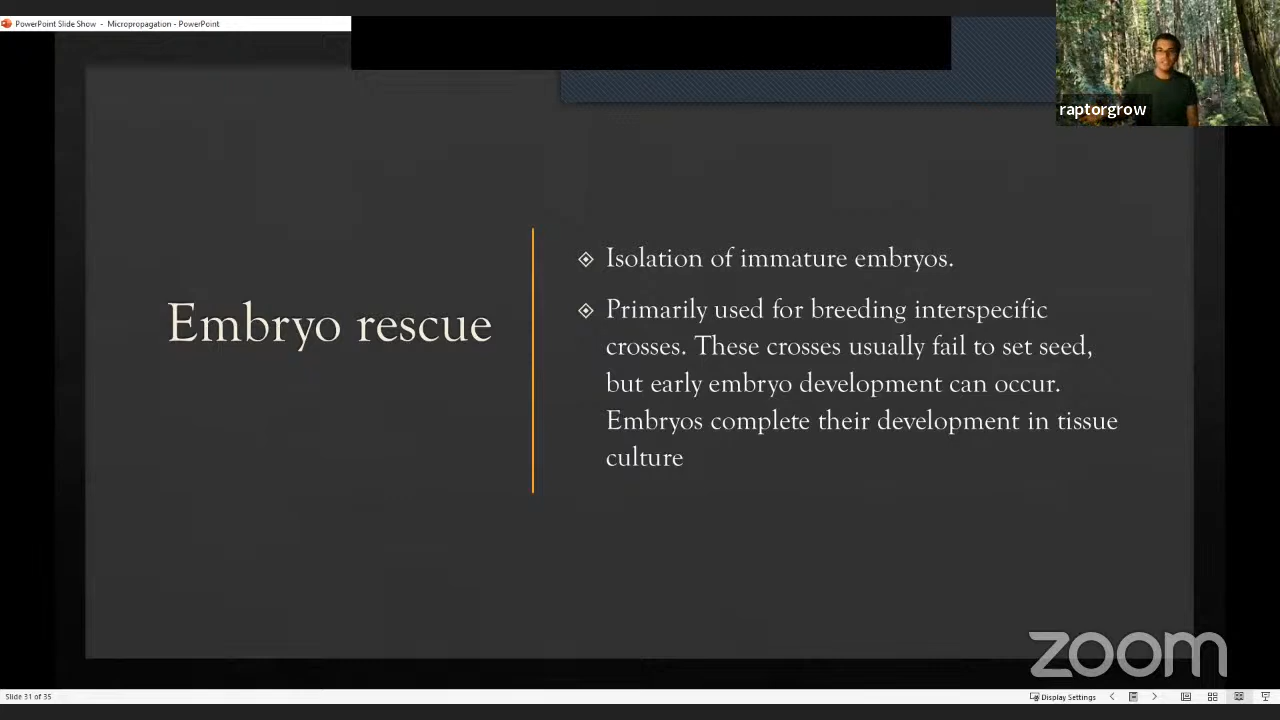 PowerPoint Slide Show - Micropropagation - PowerPoint
raptorgrow
Embryo rescue
Isolation of immature embryos.
Primarily used for breeding interspecific
crosses. These crosses usually fail to set seed,
but early embryo development can occur.
Embryos complete their development in tissue
culture
zoom
Slide 31 of 35
Display Settings